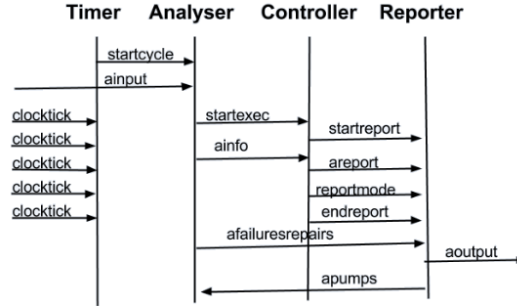 Timer Analyser Controller Reporter
startcycle
ainput
clocktick startexec
startreport
clocktick ainfo
clocktick areport
clocktick reportmode
clocktick endreport
afailuresrepairs
aoutput
apumps